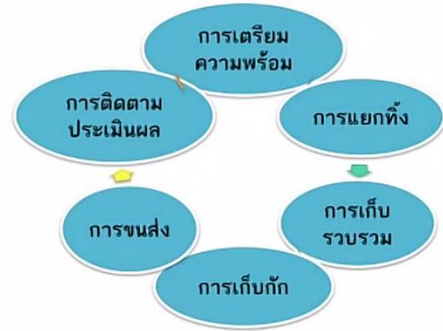 การเตรียม
ความพร้อม
การแยกทิ้ง
การเก็บ
รวบรวม
การเก็บกัก
การขนส่ง
การติดตาม
ประเมินผล